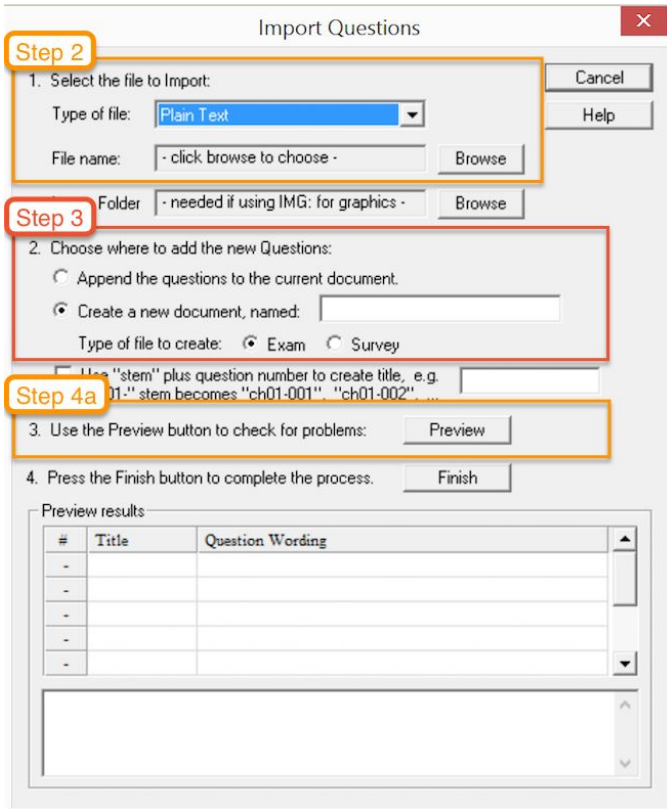 Import Questions
Step 2
1. Select the file to Import:
Cancel
Type of file: Plain Text
Help
File name: - click browse to choose - Browse
Folder - needed if using IMG: for graphics - Browse
Step 3
2. Choose where to add the new Questions:
Append the questions to the current document.
Create a new document, named:
Type of file to create: Exam Survey
"stem" plus question number to create title, e.g.
stem becomes "ch01-001", "ch01-002", ...
Step 4a
3. Use the Preview button to check for problems: Preview
4. Press the Finish button to complete the process. Finish
Preview results
# Title Question Wording
-
-
-
-
-